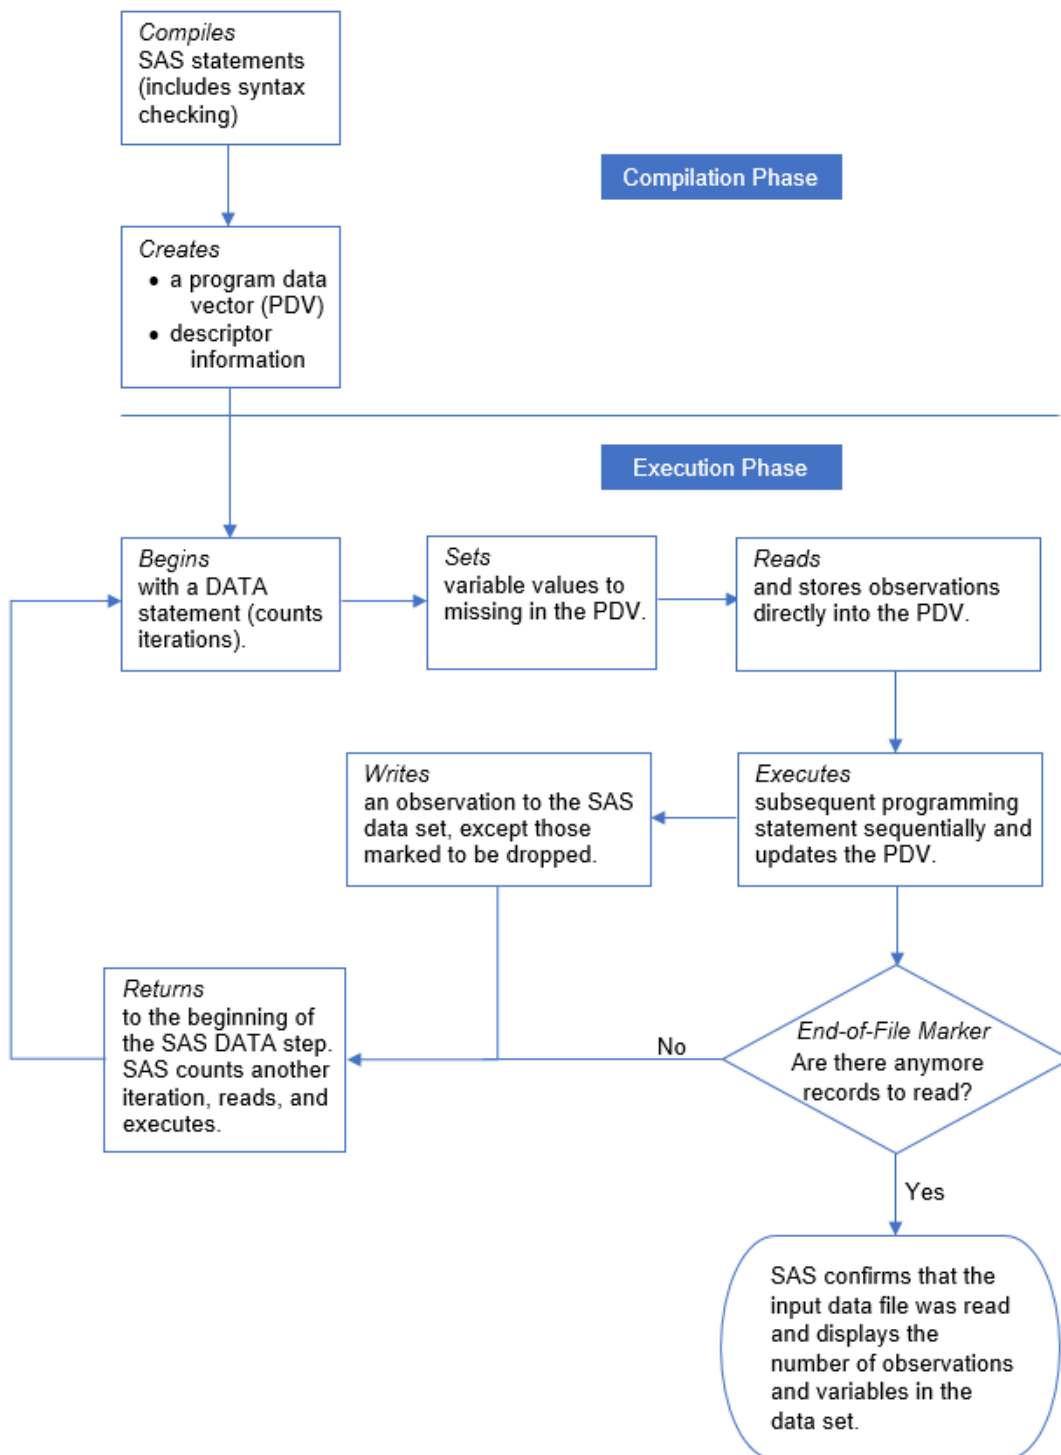 Compiles
SAS statements
(includes syntax
checking)
Compilation Phase
Creates
• a program data
vector (PDV)
• descriptor
information
Execution Phase
Begins
with a DATA
statement (counts
iterations).
Sets
variable values to
missing in the PDV.
Reads
and stores observations
directly into the PDV.
Writes
an observation to the SAS
data set, except those
marked to be dropped.
Executes
subsequent programming
statement sequentially and
updates the PDV.
Returns
to the beginning of
the SAS DATA step.
SAS counts another
iteration, reads, and
executes.
No
End-of-File Marker
Are there anymore
records to read?
Yes
SAS confirms that the
input data file was read
and displays the
number of observations
and variables in the
data set.